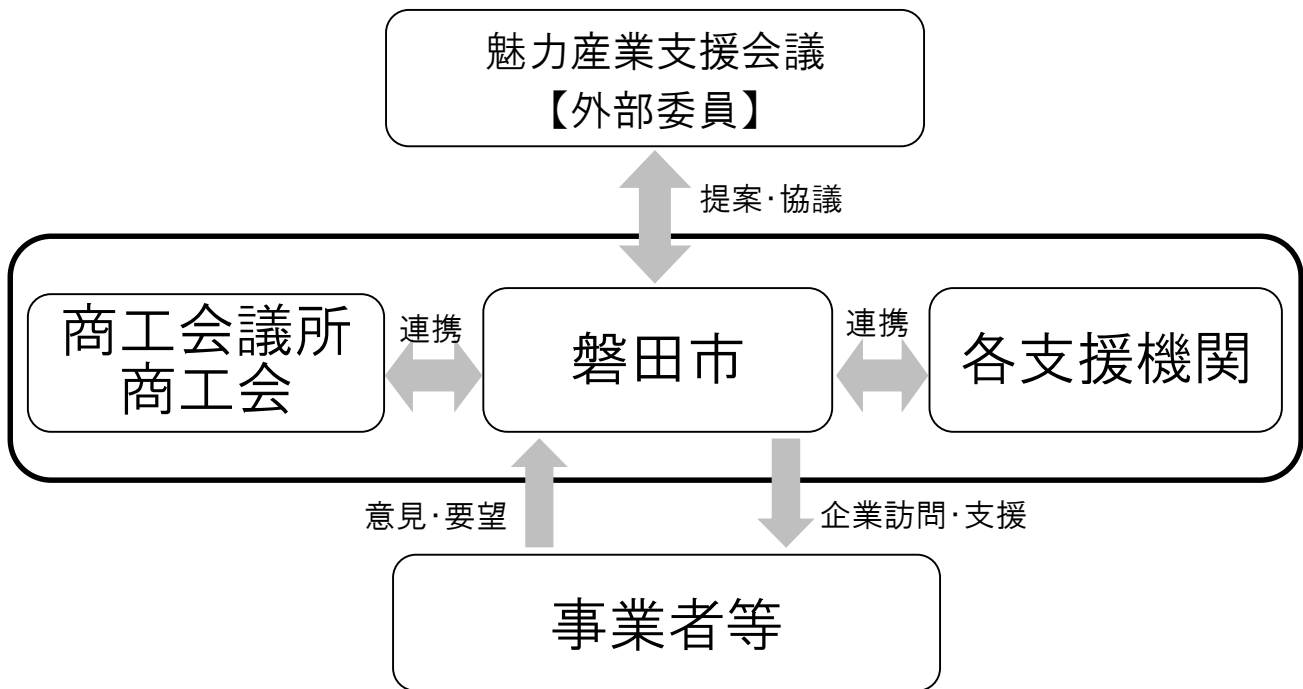 魅力産業支援会議
【外部委員】
提案・協議
商工会議所
商工会
連携
磐田市
連携
各支援機関
意見・要望
企業訪問・支援
事業者等